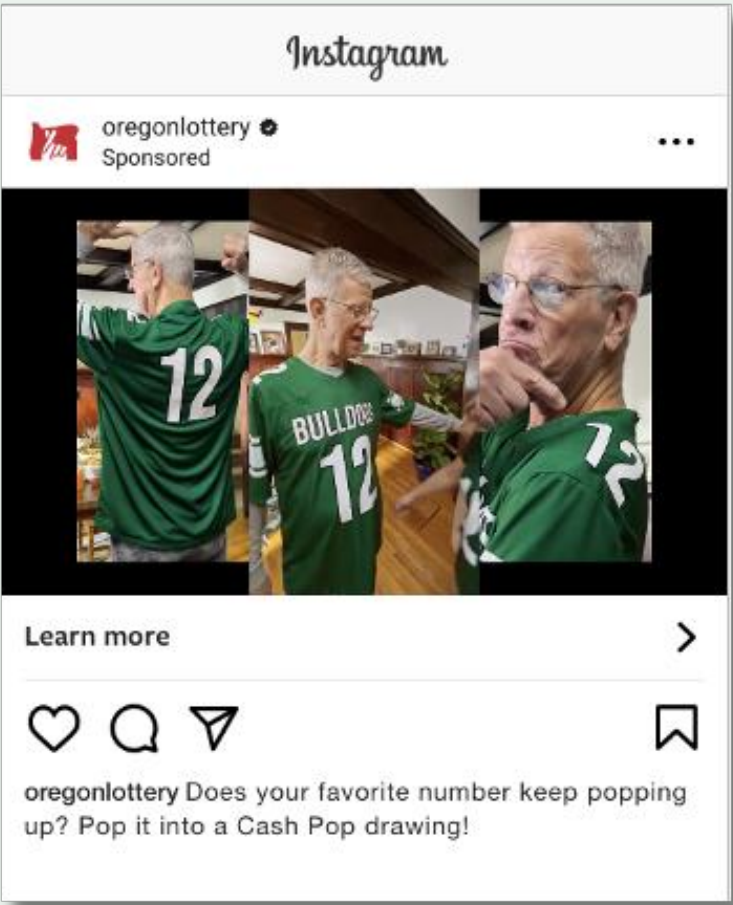 Instagram
oregonlottery
Sponsored
12
BULLDOGS
12
12
Learn more
oregonlottery Does your favorite number keep popping
up? Pop it into a Cash Pop drawing!